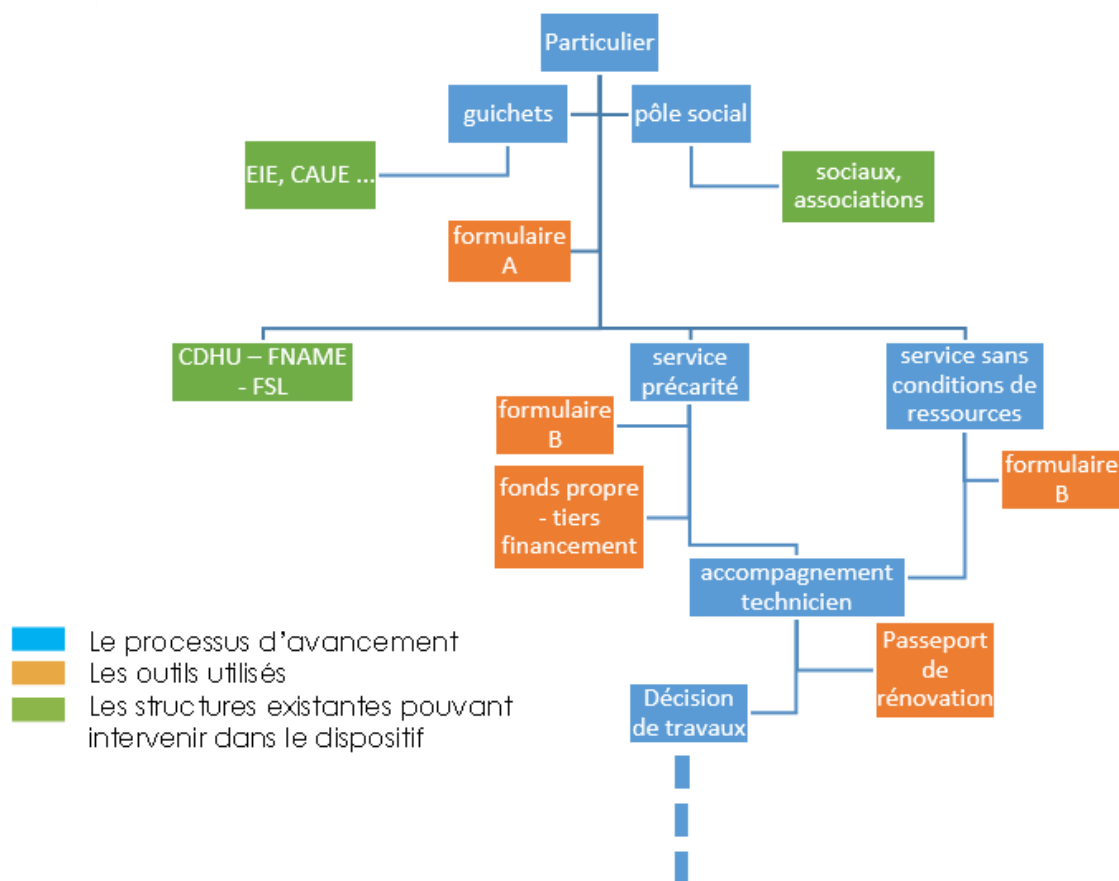 Particulier
guichets
pôle social
EIE, CAUE ...
sociaux,
associations
formulaire
A
CDHU – FNAME
- FSL
service
précarité
service sans
conditions de
ressources
formulaire
B
formulaire
B
fonds propre
- tiers
financement
accompagnement
technicien
Passeport
de
rénovation
Décision
de travaux
Le processus d'avancement
Les outils utilisés
Les structures existantes pouvant
intervenir dans le dispositif